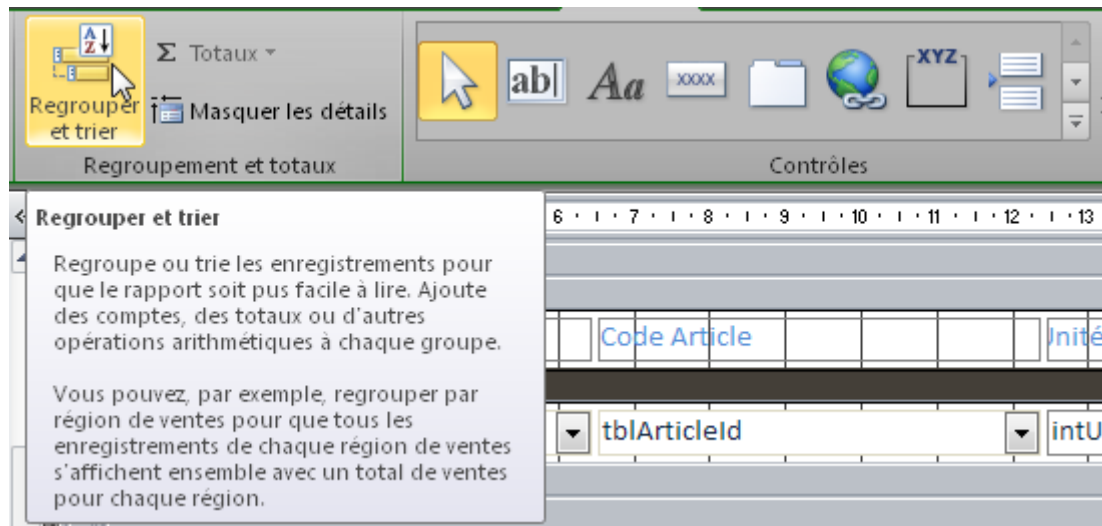 Regrouper
et trier
Σ Totaux
Masquer les détails
Regroupement et totaux
ab|
Aa
xxxx
XYZ
Contrôles
Regrouper et trier
Regroupe ou trie les enregistrements pour
que le rapport soit pus facile à lire. Ajoute
des comptes, des totaux ou d'autres
opérations arithmétiques à chaque groupe.
Vous pouvez, par exemple, regrouper par
région de ventes pour que tous les
enregistrements de chaque région de ventes
s'affichent ensemble avec un total de ventes
pour chaque région.
6 · ı · 7 · ı · 8 · ı · 9 · ı · 10 · ı · 11 · ı · 12 · ı · 13
Code Article
Unité
tblArticleId
intU